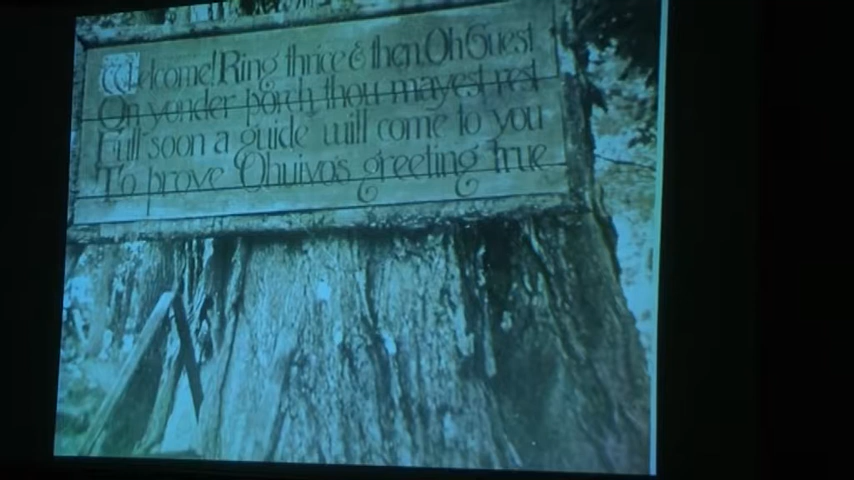 Welcome! Ring thrice & then Oh Guest
On yonder porch thou mayest rest
Full soon a guide will come to you
To prove Ohuivo's greeting true